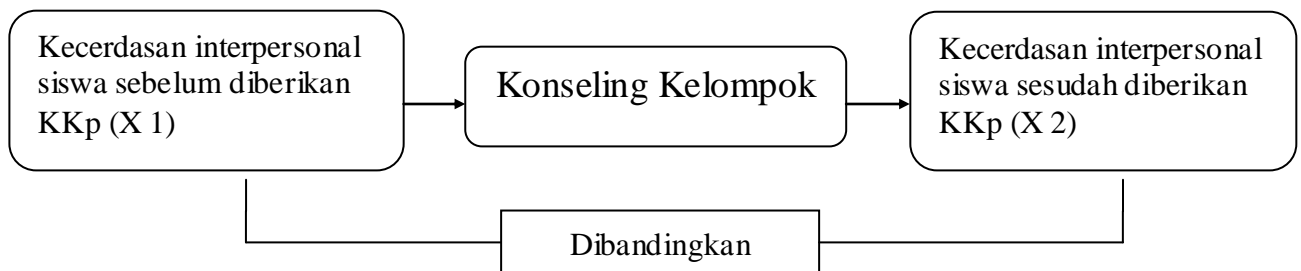 Kecerdasan interpersonal
siswa sebelum diberikan
KKp (X 1)
Konseling Kelompok
Kecerdasan interpersonal
siswa sesudah diberikan
KKp (X 2)
Dibandingkan